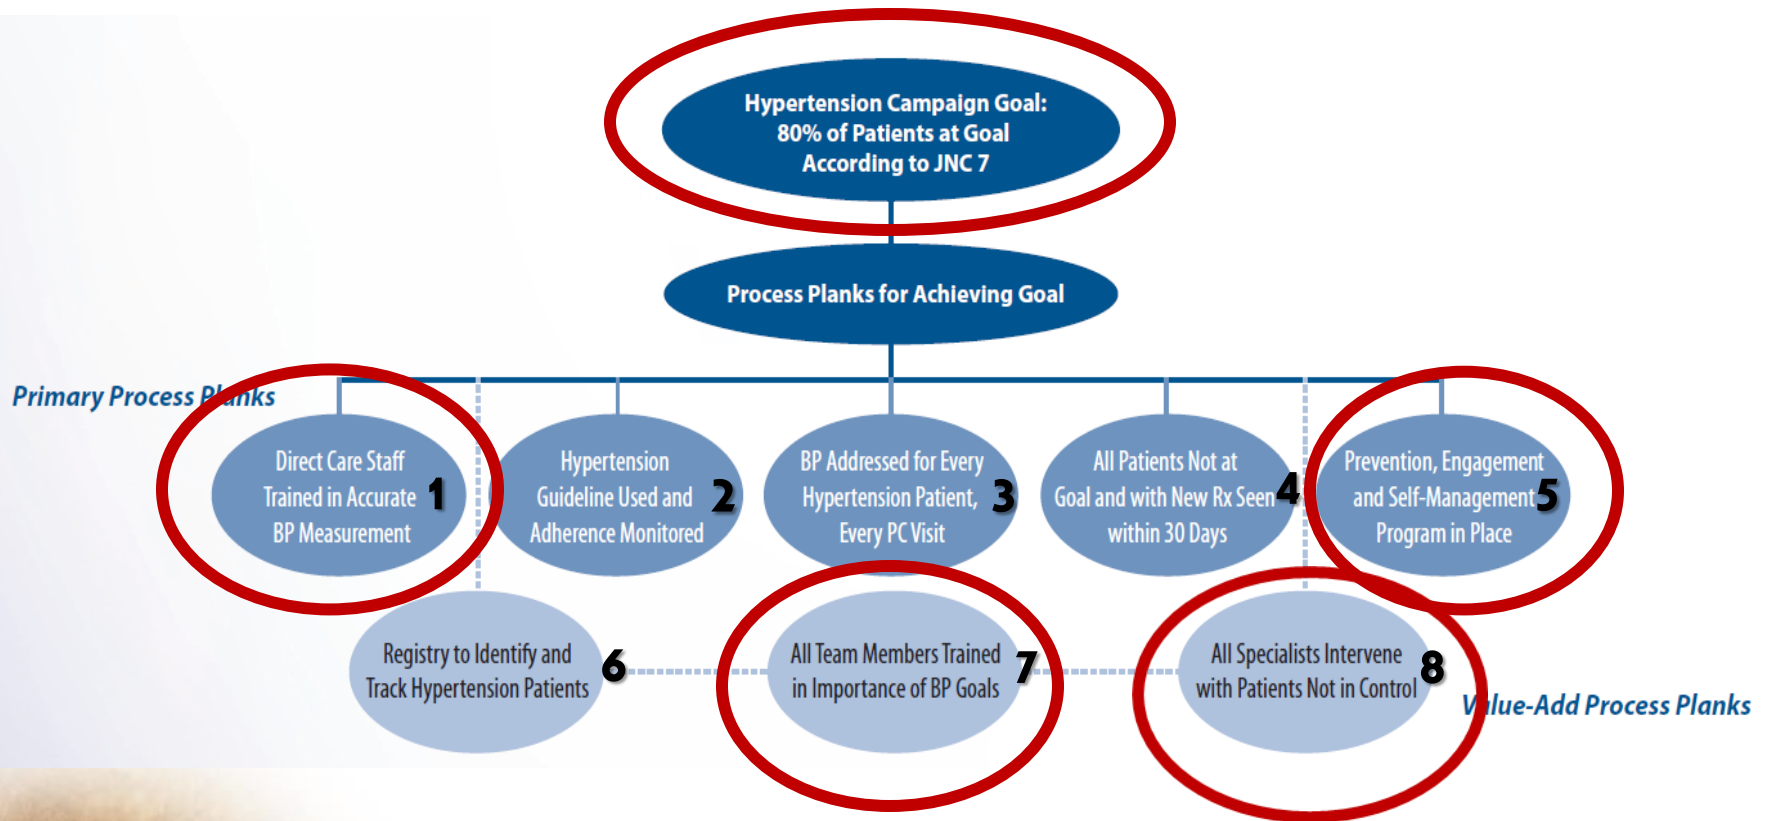 Hypertension Campaign Goal:
80% of Patients at Goal
According to JNC 7
Process Planks for Achieving Goal
Primary Process Planks
Direct Care Staff
Trained in Accurate
BP Measurement
1
Hypertension
Guideline Used and
Adherence Monitored
2
BP Addressed for Every
Hypertension Patient,
Every PC Visit
3
All Patients Not at
Goal and with New Rx Seen
within 30 Days
4
Prevention, Engagement
and Self-Management
Program in Place
5
Registry to Identify and
Track Hypertension Patients
6
All Team Members Trained
in Importance of BP Goals
7
All Specialists Intervene
with Patients Not in Control
8
Value-Add Process Planks